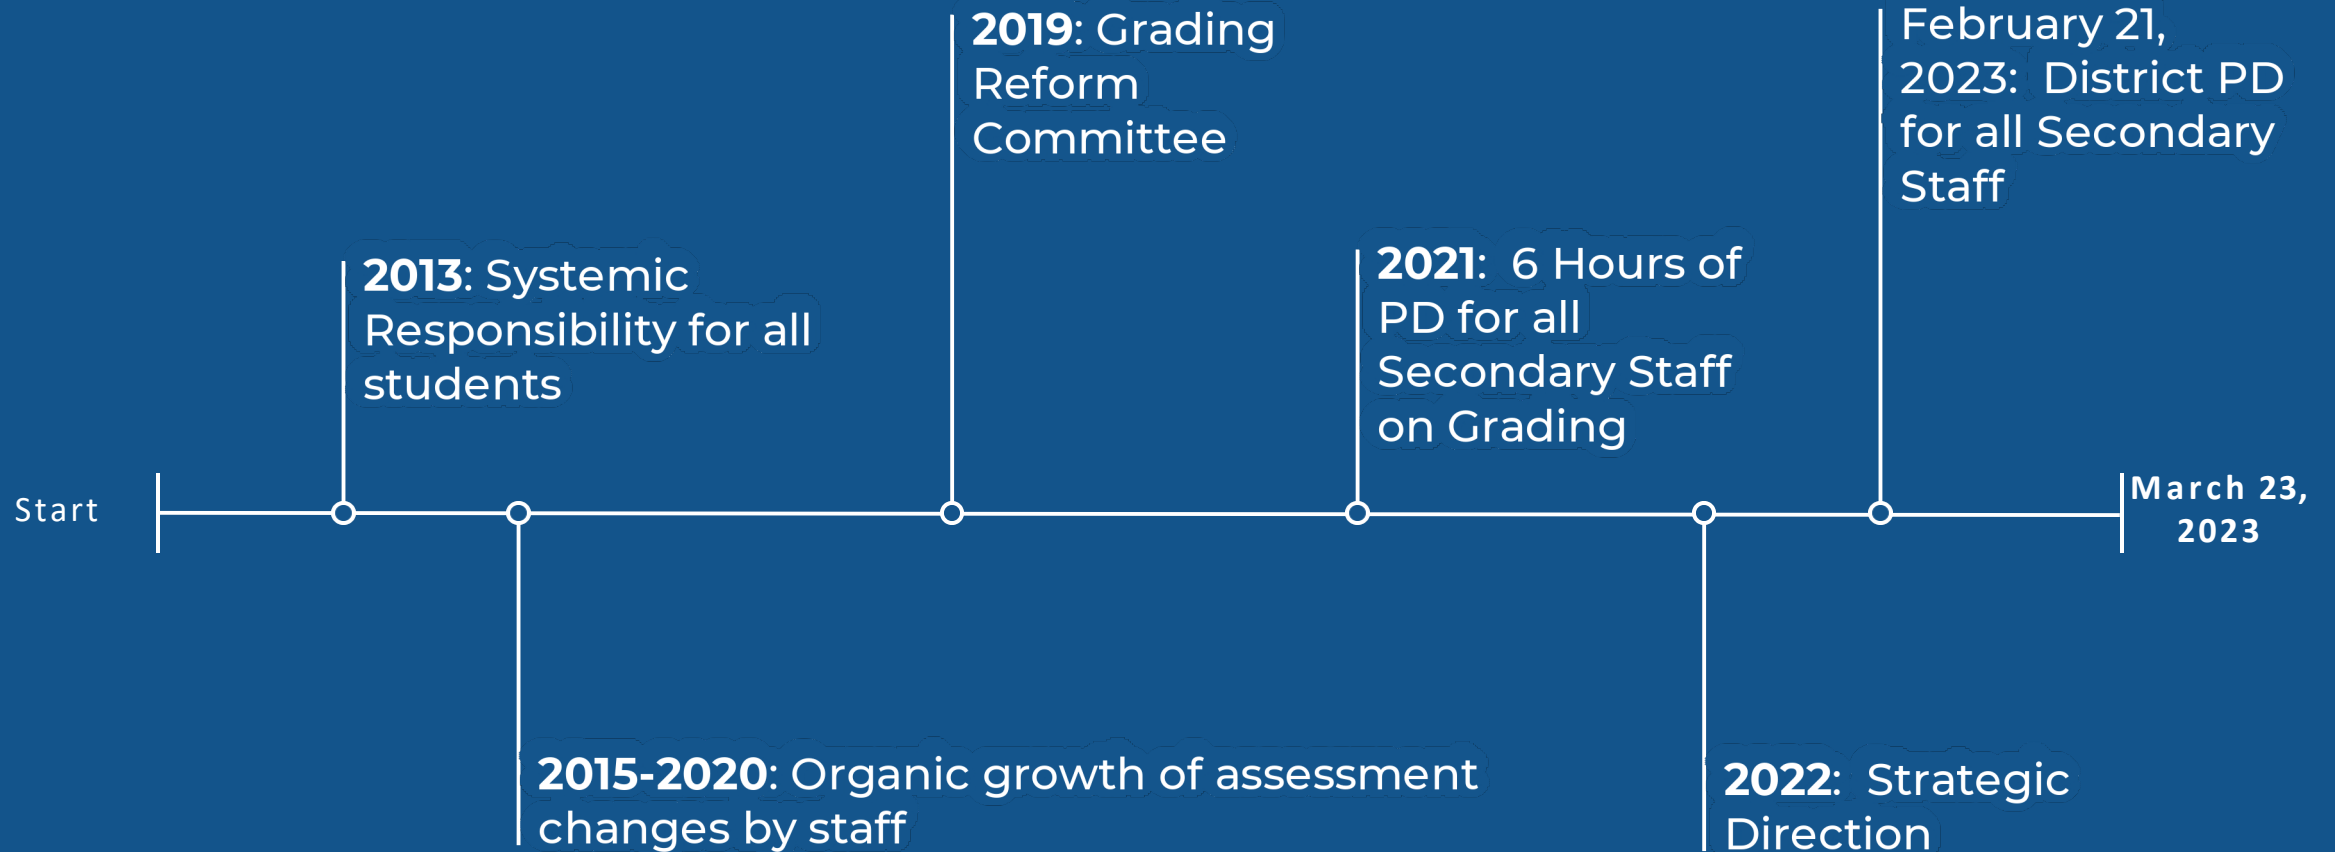 2019: Grading
Reform
Committee
February 21,
2023:  District PD
for all Secondary
Staff
2013: Systemic
Responsibility for all
students
2021:  6 Hours of
PD for all
Secondary Staff
on Grading
Start
March 23,
2023
2015-2020: Organic growth of assessment
changes by staff
2022:  Strategic
Direction